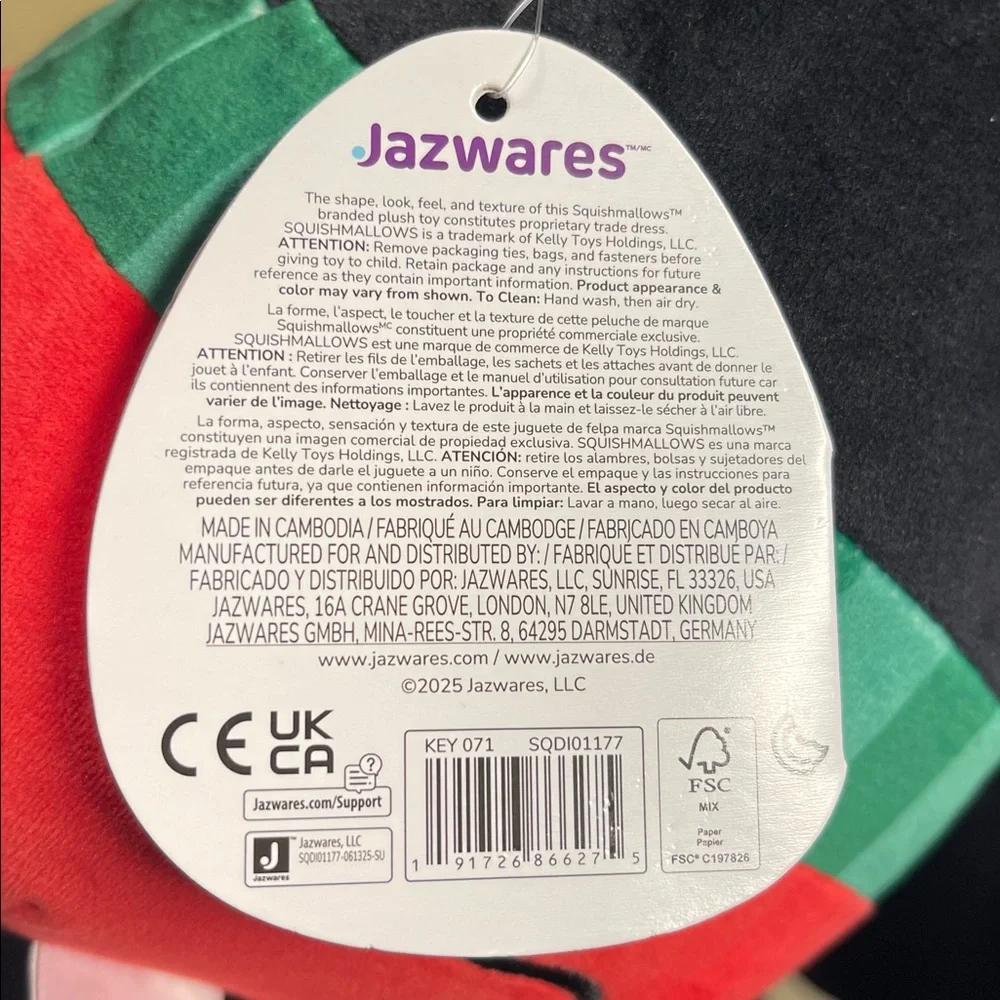 Jazwares™/MC
The shape, look, feel, and texture of this Squishmallows™
branded plush toy constitutes proprietary trade dress.
SQUISHMALLOWS is a trademark of Kelly Toys Holdings, LLC.
ATTENTION: Remove packaging ties, bags, and fasteners before
giving toy to child. Retain package and any instructions for future
reference as they contain important information. Product appearance &
color may vary from shown. To Clean: Hand wash, then air dry.
La forme, l'aspect, le toucher et la texture de cette peluche de marque
Squishmallowsᴹᶜ constituent une propriété commerciale exclusive.
SQUISHMALLOWS est une marque de commerce de Kelly Toys Holdings, LLC.
ATTENTION : Retirer les fils de l'emballage, les sachets et les attaches avant de donner le
jouet à l'enfant. Conserver l'emballage et le manuel d'utilisation pour consultation future car
ils contiennent des informations importantes. L'apparence et la couleur du produit peuvent
varier de l'image. Nettoyage : Lavez le produit à la main et laissez-le sécher à l'air libre.
La forma, aspecto, sensación y textura de este juguete de felpa marca Squishmallows™
constituyen una imagen comercial de propiedad exclusiva. SQUISHMALLOWS es una marca
registrada de Kelly Toys Holdings, LLC. ATENCIÓN: retire los alambres, bolsas y sujetadores del
empaque antes de darle el juguete a un niño. Conserve el empaque y las instrucciones para
referencia futura, ya que contienen información importante. El aspecto y color del producto
pueden ser diferentes a los mostrados. Para limpiar: Lavar a mano, luego secar al aire.
MADE IN CAMBODIA / FABRIQUÉ AU CAMBODGE / FABRICADO EN CAMBOYA
MANUFACTURED FOR AND DISTRIBUTED BY: / FABRIQUÉ ET DISTRIBUÉ PAR: /
FABRICADO Y DISTRIBUIDO POR: JAZWARES, LLC, SUNRISE, FL 33326, USA
JAZWARES, 16A CRANE GROVE, LONDON, N7 8LE, UNITED KINGDOM
JAZWARES GMBH, MINA-REES-STR. 8, 64295 DARMSTADT, GERMANY
www.jazwares.com / www.jazwares.de
©2025 Jazwares, LLC
CE UK
CA
Jazwares.com/Support
J™
Jazwares
Jazwares, LLC
SQDI01177-061325-SU
KEY 071 SQDI01177
1 91726 86627 5
FSC®
MIX
Paper
Papier
FSC® C197826